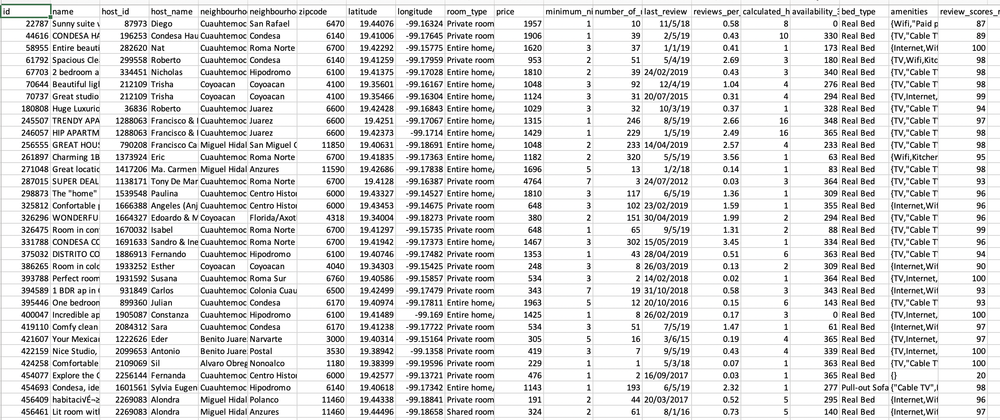 id name host_id host_name neighbourho neighbourho zipcode latitude longitude room_type price minimum_ni number_of_ last_review reviews_per_ calculated_h availability_3 bed_type amenities review_scores_r
22787 Sunny suite v 87973 Diego Cuauhtemoc San Rafael 6470 19.44076 -99.16324 Private room 1957 1 10 11/5/18 0.58 8 0 Real Bed {Wifi,"Paid p 87
44616 CONDESA HA 196253 Condesa Hau Cuauhtemoc Condesa 6140 19.41006 -99.17645 Private room 1906 1 39 2/5/19 0.43 10 330 Real Bed {TV,"Cable T 89
58955 Entire beauti 282620 Nat Cuauhtemoc Roma Norte 6700 19.42292 -99.15775 Entire home/ 1620 3 37 1/1/19 0.41 1 173 Real Bed {Internet,Wif 100
61792 Spacious Cle 299558 Roberto Cuauhtemoc Condesa 6140 19.41259 -99.17959 Private room 953 2 51 5/4/19 2.69 3 180 Real Bed {TV,Wifi,Kitc 98
67703 2 bedroom a 334451 Nicholas Cuauhtemoc Hipodromo 6100 19.41375 -99.17028 Entire home/ 1810 2 39 24/02/2019 0.43 3 340 Real Bed {TV,"Cable T 98
70644 Beautiful ligl 212109 Trisha Coyoacan Coyoacan 4100 19.35601 -99.16167 Entire home/ 1048 3 92 12/4/19 1.04 4 276 Real Bed {TV,"Cable T 98
70737 Great studio 212109 Trisha Coyoacan Coyoacan 4100 19.35466 -99.16304 Entire home/ 1124 3 31 20/07/2015 0.31 4 294 Real Bed {TV,Internet, 99
180808 Huge Luxurio 36836 Roberto Cuauhtemoc Juarez 6600 19.42428 -99.16843 Entire home/ 1029 3 32 10/3/19 0.37 1 328 Real Bed {TV,"Cable T 94
245507 TRENDY APA 1288063 Francisco & Cuauhtemoc Juarez 6600 19.4251 -99.17067 Entire home/ 1315 1 246 8/5/19 2.66 16 348 Real Bed {TV,"Cable T 97
246057 HIP APARTM 1288063 Francisco & Cuauhtemoc Juarez 6600 19.42373 -99.1714 Entire home/ 1429 1 229 1/5/19 2.49 16 365 Real Bed {TV,"Cable T 98
256555 GREAT HOUS 790208 Francisco Ca Miguel Hidal San Miguel C 11850 19.40631 -99.18691 Entire home/ 1048 2 233 14/04/2019 2.57 4 233 Real Bed {TV,"Cable T 98
261897 Charming 1B 1373924 Eric Cuauhtemoc Roma Norte 6700 19.41835 -99.17363 Entire home/ 1182 2 320 5/5/19 3.56 1 63 Real Bed {Wifi,Kitchen 95
271048 Great locatio 1417206 Ma. Carmen Miguel Hidal Anzures 11590 19.42686 -99.17838 Entire home/ 1696 5 13 1/2/18 0.14 1 83 Real Bed {TV,"Cable T 98
287015 SUPER DEAL 1138171 Tony De Mar Cuauhtemoc Roma Norte 6700 19.4128 -99.16387 Private room 4764 7 3 24/07/2012 0.03 3 364 Real Bed {TV,"Cable T 93
298873 The "home" 1539548 Paulina Cuauhtemoc Centro Histor 6000 19.43327 -99.14527 Entire home/ 1810 3 117 6/5/19 1.36 1 309 Real Bed {TV,"Cable T 96
325812 Confortable p 1666388 Angeles (Anj Cuauhtemoc Centro Histor 6000 19.43453 -99.14675 Private room 648 3 102 23/02/2019 1.59 1 355 Real Bed {Internet,Wif 96
326296 WONDERFUL 1664327 Edoardo & M Coyoacan Florida/Axotl 4318 19.34004 -99.18273 Private room 380 2 151 30/04/2019 1.99 2 294 Real Bed {TV,"Cable T 96
326475 Room in con 1670032 Isabel Cuauhtemoc Roma Norte 6700 19.41297 -99.15735 Private room 648 1 65 9/5/19 1.31 2 88 Real Bed {TV,"Cable T 99
331788 CONDESA CO 1691633 Sandro & Ine Cuauhtemoc Roma Norte 6700 19.41942 -99.17373 Entire home/ 1467 3 302 15/05/2019 3.45 1 334 Real Bed {TV,"Cable T 96
375032 DISTRITO CO 1886913 Fernando Cuauhtemoc Hipodromo 6100 19.40746 -99.17482 Private room 1353 1 43 28/04/2019 0.51 6 363 Real Bed {TV,"Cable T 94
386265 Room in colo 1933252 Esther Coyoacan Coyoacan 4040 19.34303 -99.15425 Private room 248 3 8 26/03/2019 0.13 2 309 Real Bed {Internet,Wif 90
393788 Perfect room 1931592 Susana Cuauhtemoc Roma Sur 6760 19.40586 -99.15857 Private room 534 3 2 14/02/2018 0.02 1 364 Real Bed {TV,Internet, 100
394589 1 BDR ap in 931849 Carlos Cuauhtemoc Colonia Cuau 6500 19.42499 -99.17479 Private room 343 7 19 31/10/2018 0.58 3 343 Real Bed {Internet,Wif 93
395446 One bedroon 899360 Julian Cuauhtemoc Condesa 6170 19.40974 -99.17811 Entire home/ 1963 5 12 20/10/2016 0.15 6 143 Real Bed {TV,"Cable T 93
400047 Incredible ap 1905087 Constanza Cuauhtemoc Hipodromo 6100 19.41489 -99.169 Entire home/ 1425 1 8 26/02/2019 0.17 3 0 Real Bed {TV,Internet, 100
419110 Comfy clean 2084312 Sara Cuauhtemoc Condesa 6170 19.41238 -99.17722 Private room 534 3 51 7/5/19 1.47 1 61 Real Bed {Internet,Wif 97
421607 Your Mexican 1222626 Eder Benito Juare Narvarte 3000 19.40314 -99.15164 Private room 305 5 16 3/6/15 0.19 4 365 Real Bed {TV,Internet, 97
422159 Nice Studio, 2099653 Antonio Benito Juare Postal 3530 19.38942 -99.1358 Private room 419 3 7 9/5/19 0.43 4 339 Real Bed {TV,Internet, 100
424258 Comfortable 2109069 Sil Alvaro Obreg Nonoalco 1180 19.38399 -99.19596 Private room 229 1 1 5/3/18 0.07 1 363 Real Bed {TV,"Cable T 100
454077 Explore the C 2256144 Fernanda Cuauhtemoc Centro Histor 6000 19.42577 -99.13721 Private room 476 1 2 16/09/2017 0.03 1 365 Real Bed {} 20
454693 Condesa, ide 1601561 Sylvia Eugeni Cuauhtemoc Hipodromo 6140 19.40618 -99.17342 Entire home/ 1143 1 193 6/5/19 2.32 1 277 Pull-out Sofa {"Cable TV", 98
456409 habitaci√É¬≥ 2269083 Alondra Miguel Hidal Polanco 11460 19.44338 -99.18841 Private room 191 2 44 20/03/2017 0.52 5 295 Real Bed {Internet,Wif 96
456461 Lit room with 2269083 Alondra Miguel Hidal Anzures 11460 19.44496 -99.18658 Shared room 324 2 61 8/1/16 0.73 5 140 Real Bed {Internet,Wif 97